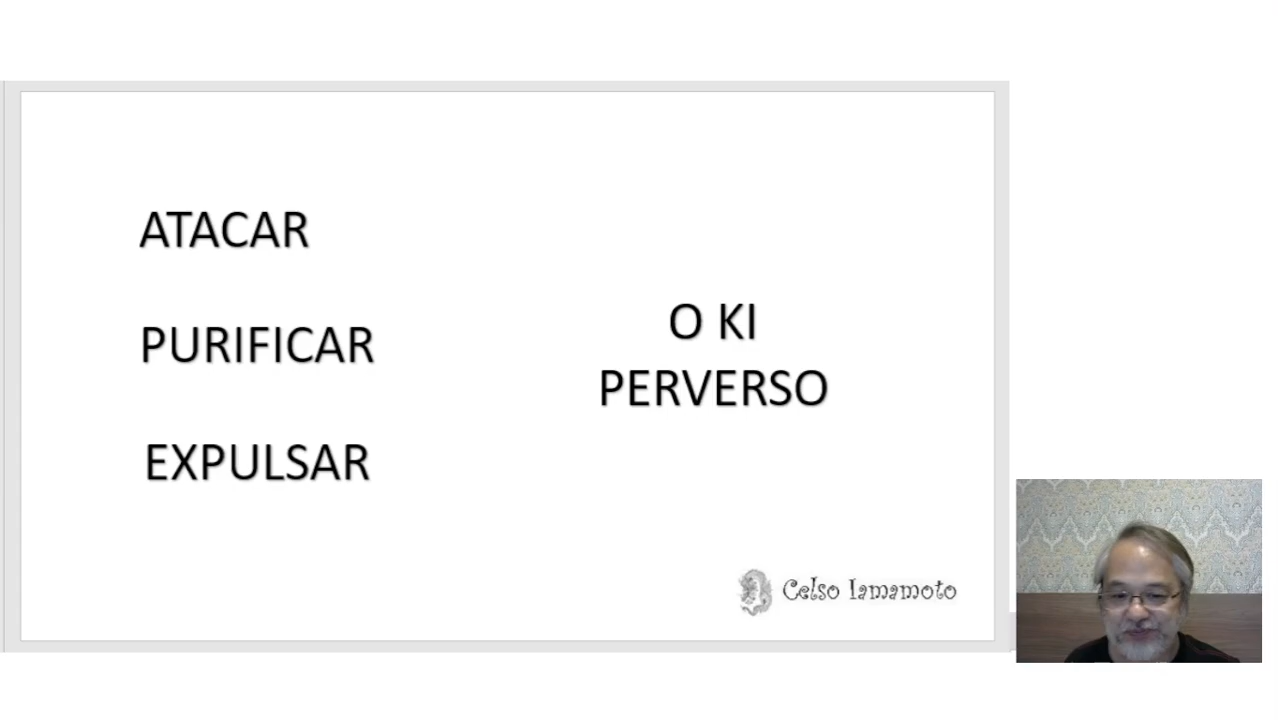 ATACAR
PURIFICAR
EXPULSAR
O KI
PERVERSO
Celso Iamamoto